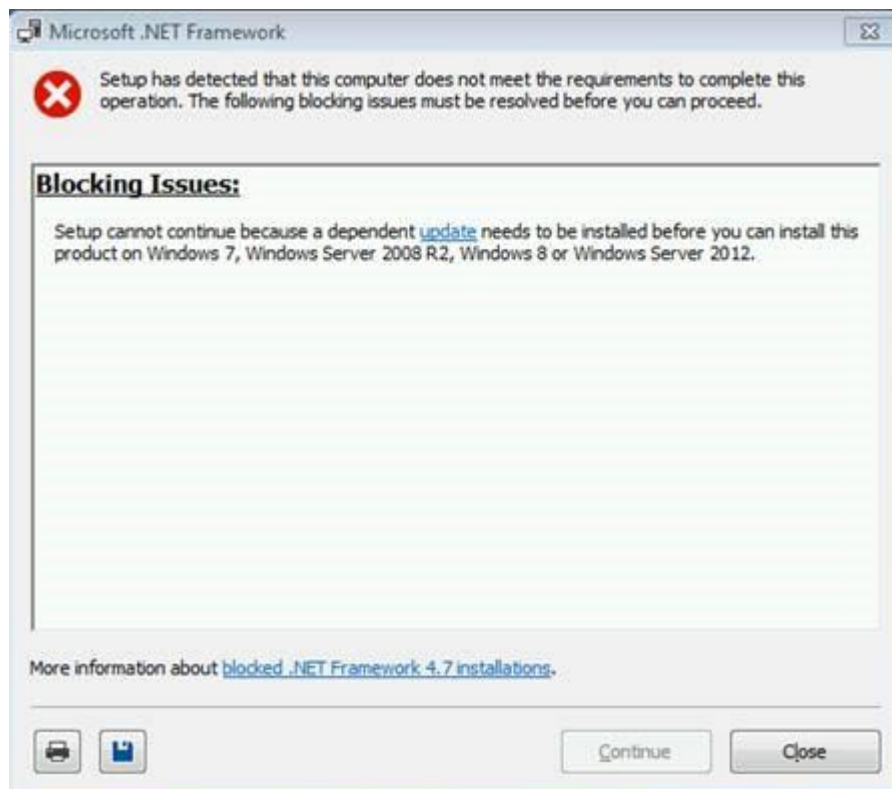 Microsoft .NET Framework
Setup has detected that this computer does not meet the requirements to complete this
operation. The following blocking issues must be resolved before you can proceed.
Blocking Issues:
Setup cannot continue because a dependent update needs to be installed before you can install this
product on Windows 7, Windows Server 2008 R2, Windows 8 or Windows Server 2012.
More information about blocked .NET Framework 4.7 installations.
Continue
Close